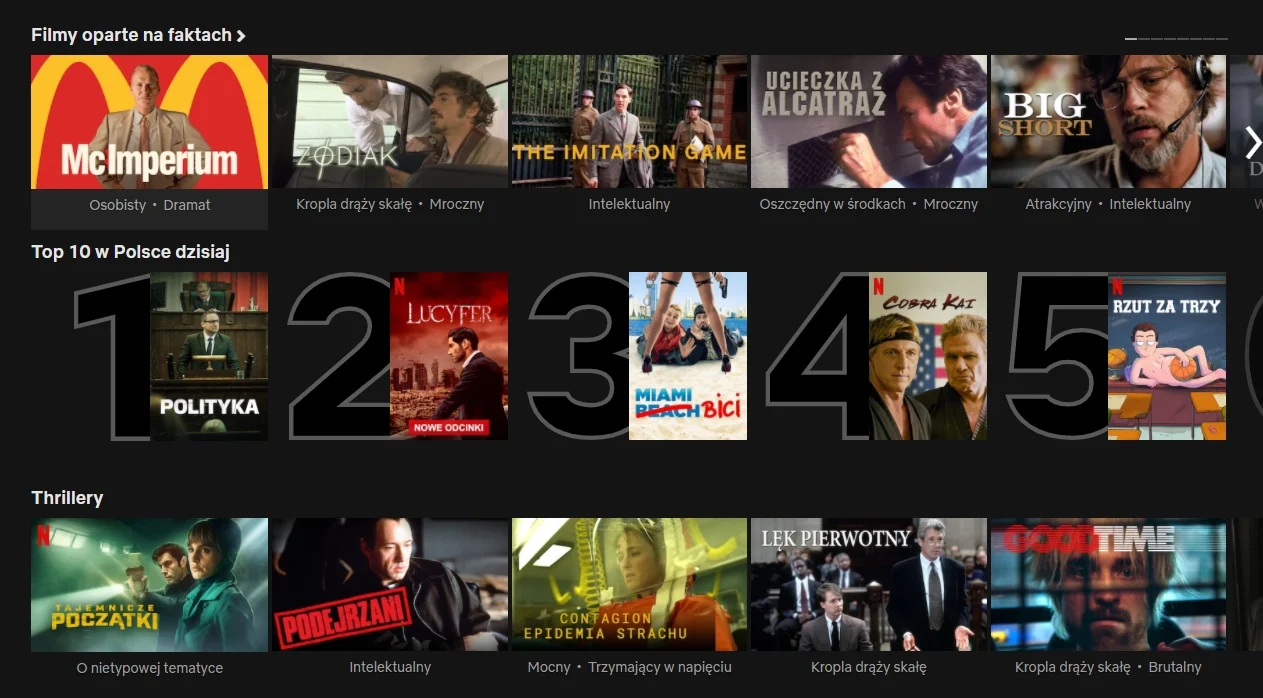 Filmy oparte na faktach
McImperium
ZODIAK
THE IMITATION GAME
UCIECZKA Z
ALCATRAZ
BIG
SHORT
D
Osobisty • Dramat
Kropla drąży skałę • Mroczny
Intelektualny
Oszczędny w środkach • Mroczny
Atrakcyjny • Intelektualny
W
Top 10 w Polsce dzisiaj
1
POLITYKA
2
N
LUCYFER
NOWE ODCINKI
3
MIAMI
BEACH BICI
4
N
COBRA KAI
5
N
RZUT ZA TRZY
Thrillery
N
TAJEMNICZE
POCZĄTKI
PODEJRZANI
CONTAGION
EPIDEMIA STRACHU
LĘK PIERWOTNY
GOOD TIME
O nietypowej tematyce
Intelektualny
Mocny • Trzymający w napięciu
Kropla drąży skałę
Kropla drąży skałę • Brutalny